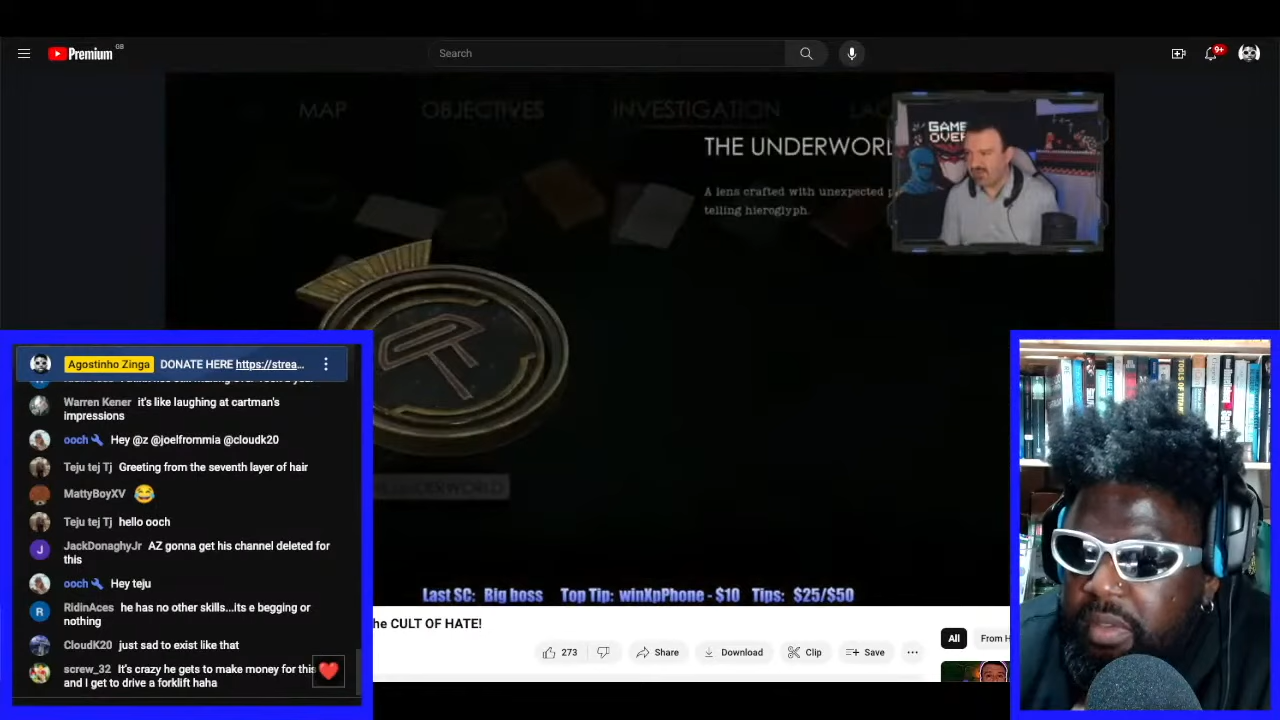 Premium GB
Search
9+
MAP OBJECTIVES INVESTIGATION
GAME
OVER
THE UNDERWORL
A lens crafted with unexpected p
telling hieroglyph.
Agostinho Zinga DONATE HERE https://strea...
Warren Kener it's like laughing at cartman's
impressions
ooch Hey @z @joelfrommia @cloudk20
Teju tej Tj Greeting from the seventh layer of hair
MattyBoyXV 😂
Teju tej Tj hello ooch
J JackDonaghyJr AZ gonna get his channel deleted for
this
ooch Hey teju
R RidinAces he has no other skills...its e begging or
nothing
CloudK20 just sad to exist like that
screw_32 It's crazy he gets to make money for this
and I get to drive a forklift haha
TOOLS OF TITANS
Last SC: Big boss Top Tip: winXpPhone - $10 Tips: $25/$50
he CULT OF HATE!
273 Share Download Clip Save ...
All From H